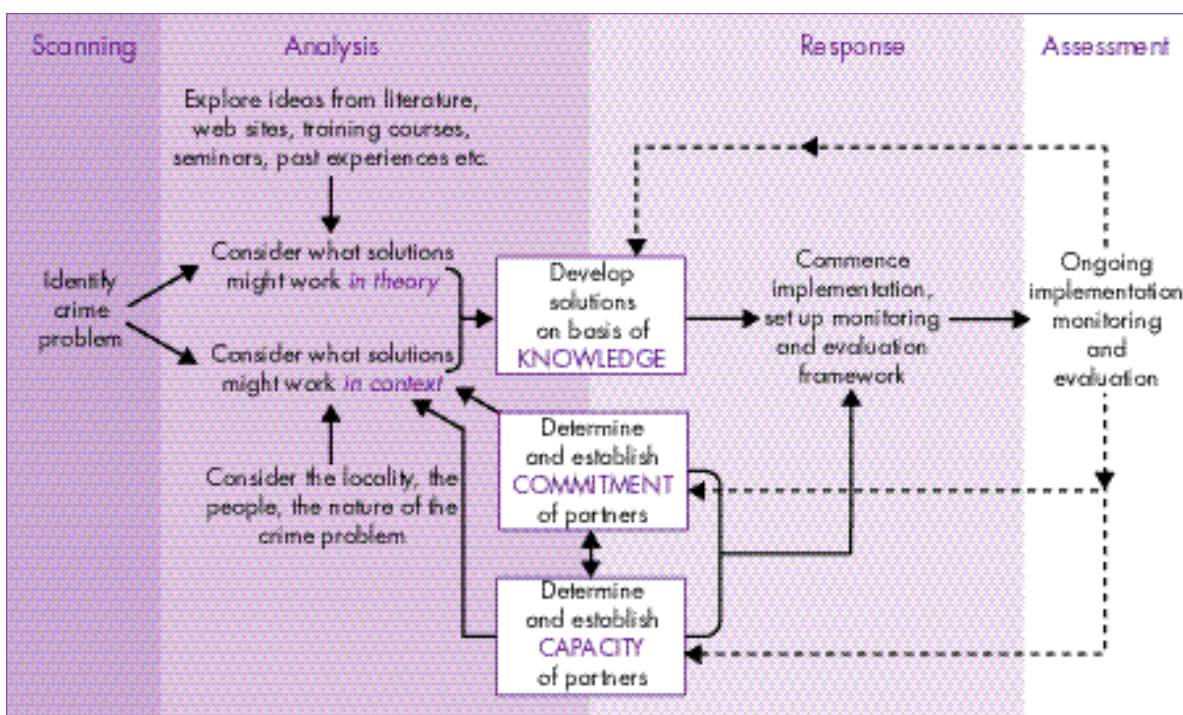 Scanning
Analysis
Response
Assessment
Explore ideas from literature,
web sites, training courses,
seminars, past experiences etc.
Consider what solutions
might work in theory
Identify
crime
problem
Consider what solutions
might work in context
Consider the locality, the
people, the nature of the
crime problem
Develop
solutions
on basis of
KNOWLEDGE
Determine
and establish
COMMITMENT
of partners
Determine
and establish
CAPACITY
of partners
Commence
implementation,
set up monitoring
and evaluation
framework
Ongoing
implementation
monitoring
and
evaluation